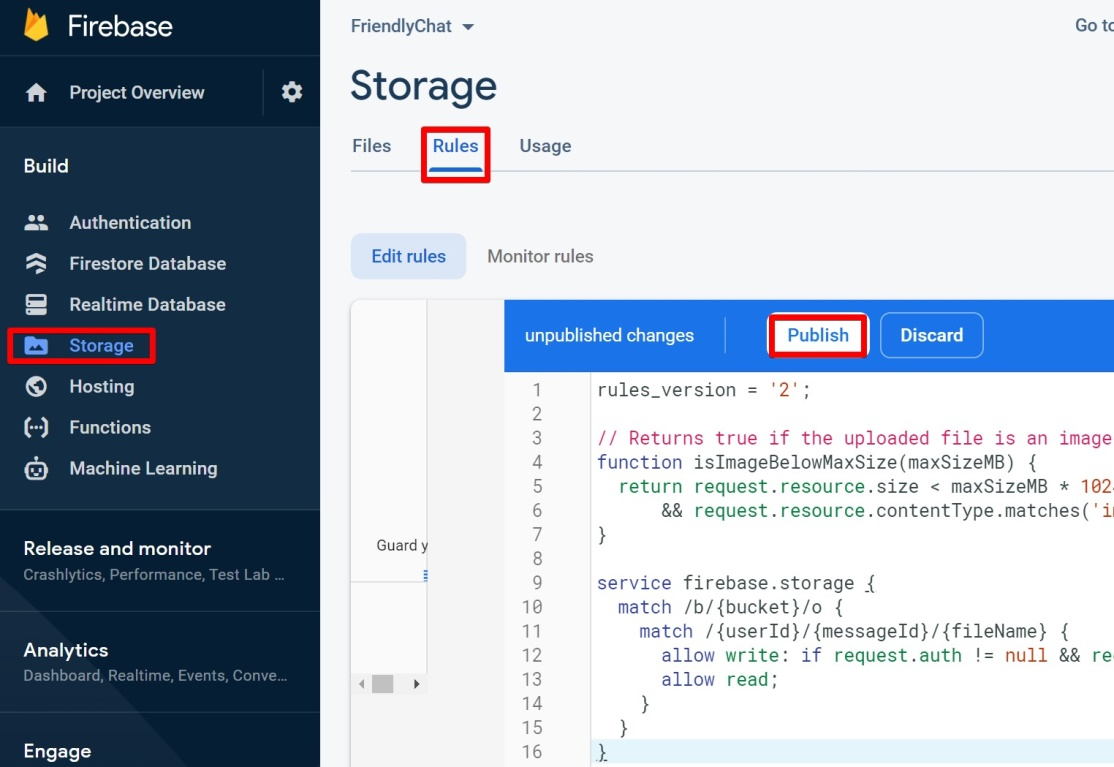 Firebase
Project Overview
Build
Authentication
Firestore Database
Realtime Database
Storage
Hosting
Functions
Machine Learning
Release and monitor
Crashlytics, Performance, Test Lab ...
Analytics
Dashboard, Realtime, Events, Conve...
Engage
FriendlyChat
Go to
Storage
Files Rules Usage
Edit rules Monitor rules
Guard y
unpublished changes Publish Discard
1 rules_version = '2';
2
3 // Returns true if the uploaded file is an image
4 function isImageBelowMaxSize(maxSizeMB) {
5 return request.resource.size < maxSizeMB * 102
6 && request.resource.contentType.matches('i
7 }
8
9 service firebase.storage {
10 match /b/{bucket}/o {
11 match /{userId}/{messageId}/{fileName} {
12 allow write: if request.auth != null && re
13 allow read;
14 }
15 }
16 }